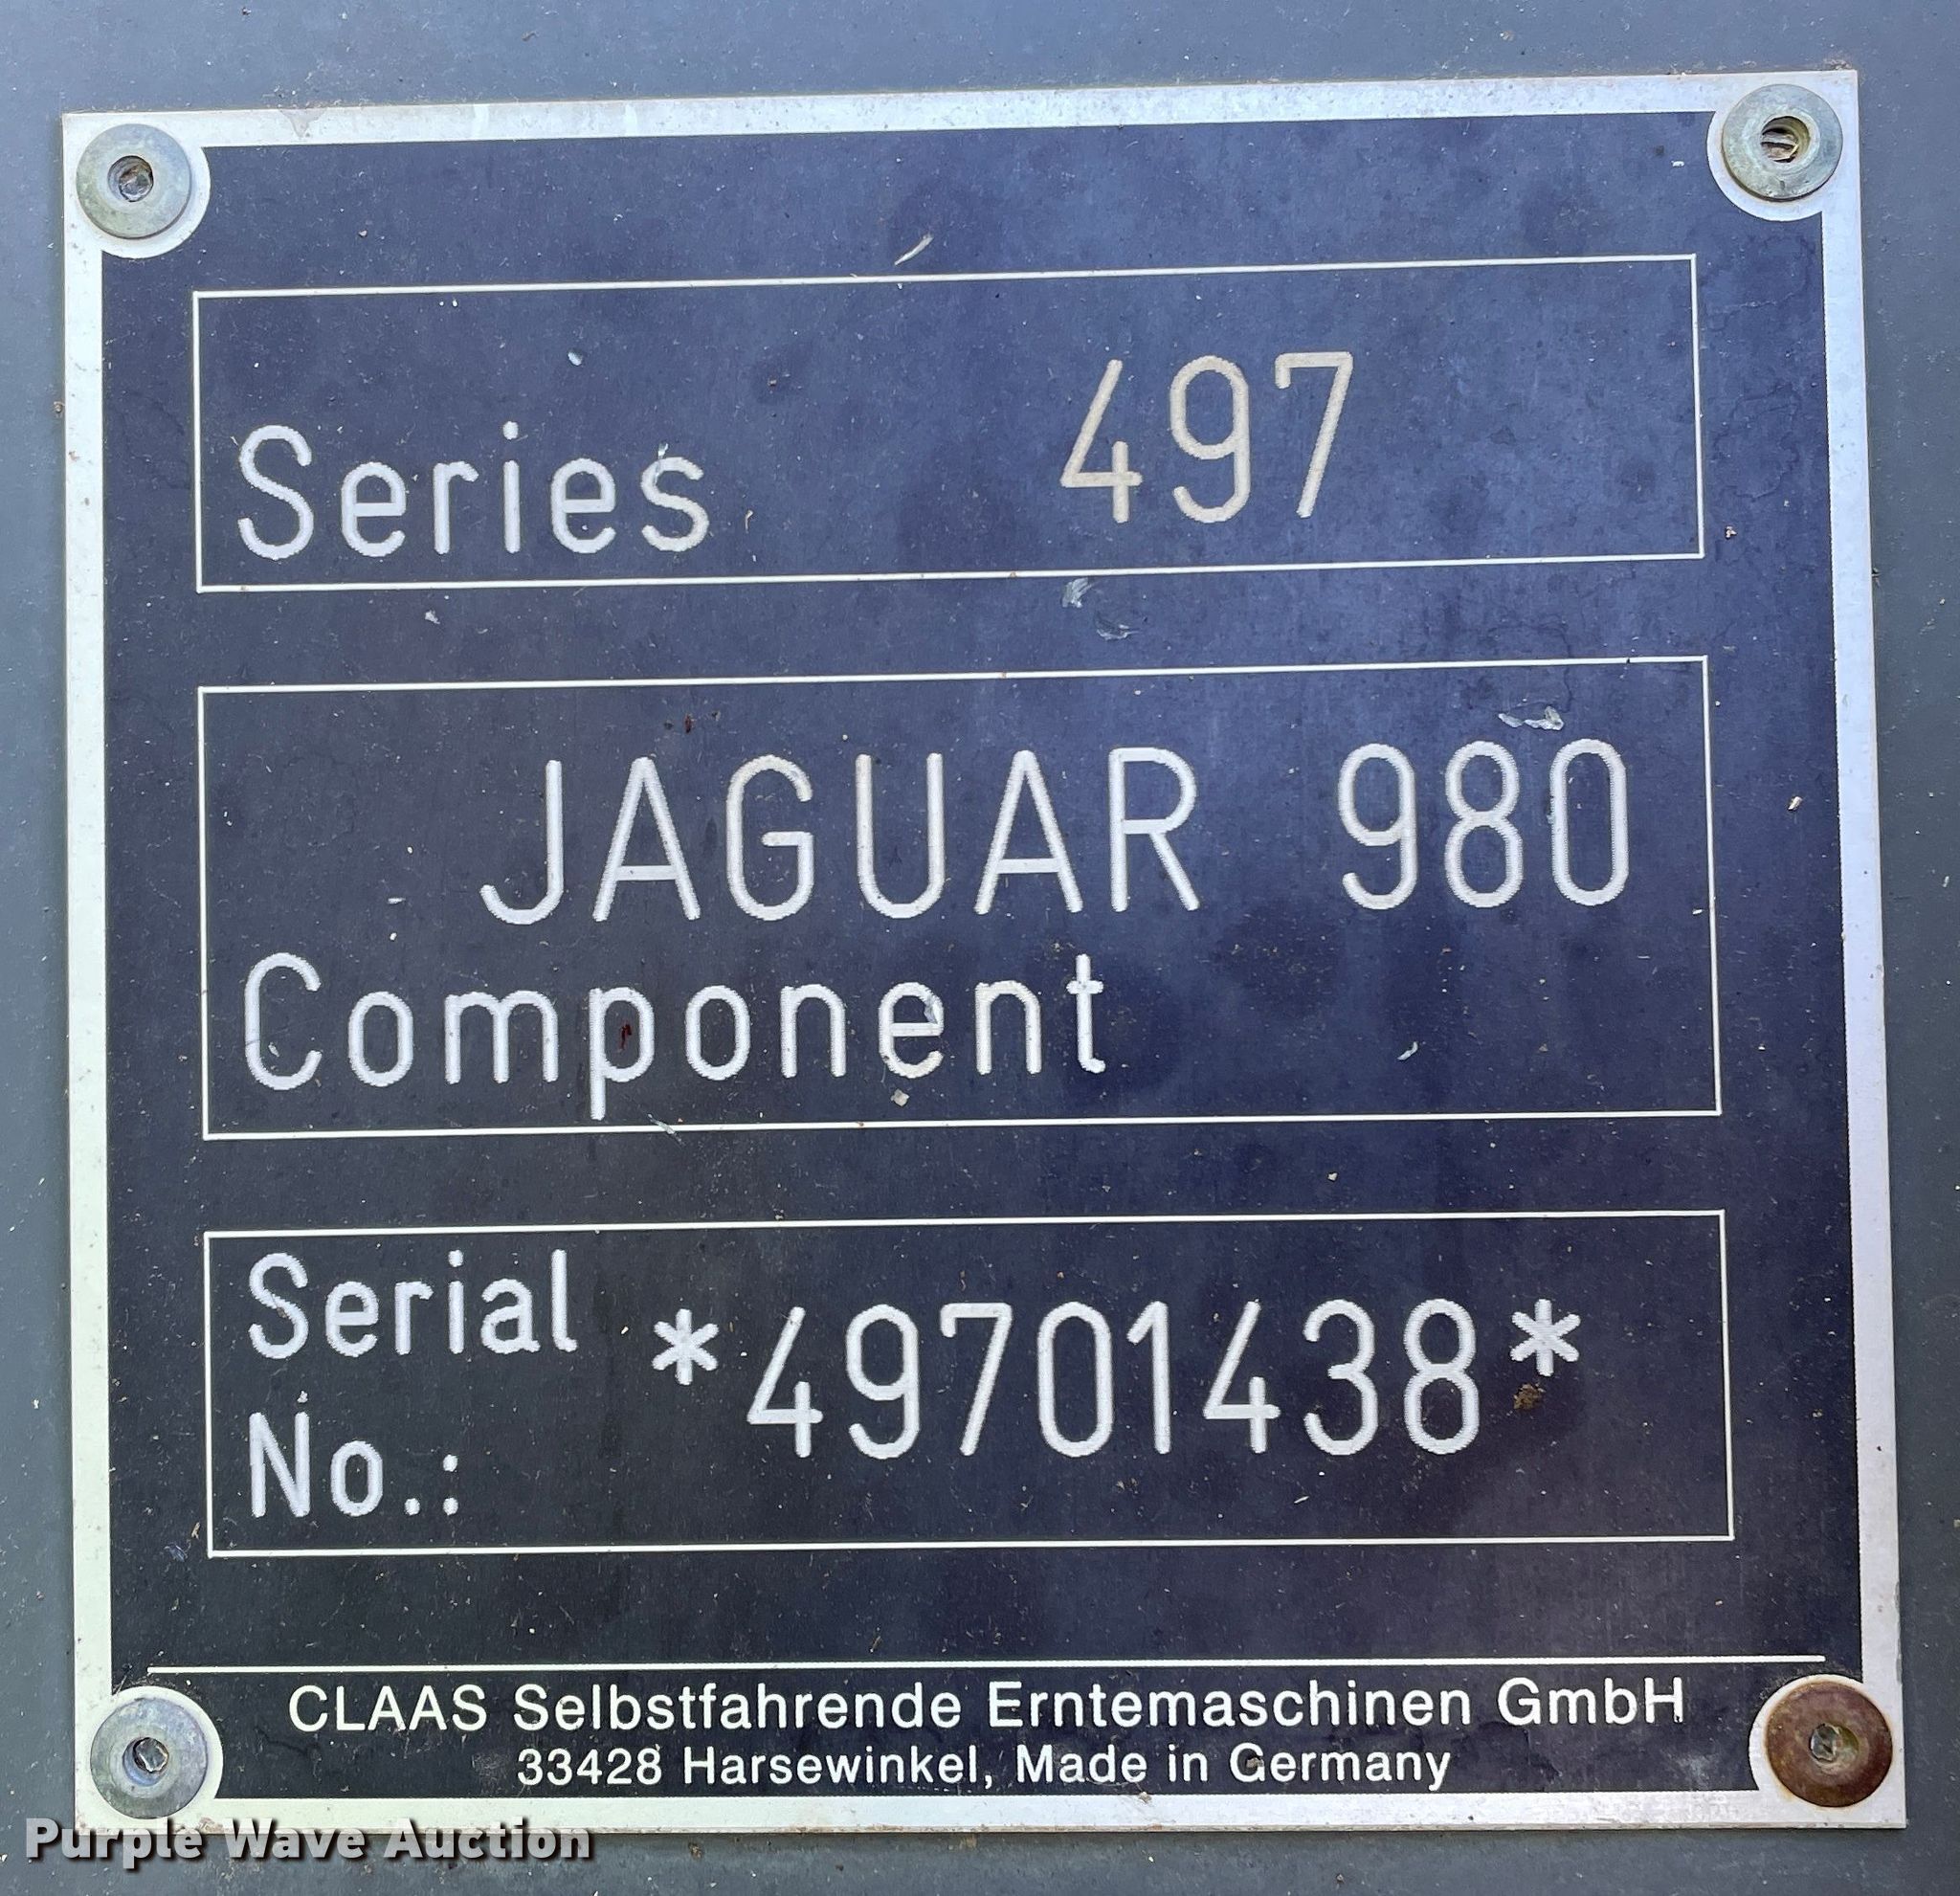 Series 497
JAGUAR 980
Component
Serial
No.: *49701438*
CLAAS Selbstfahrende Erntemaschinen GmbH
33428 Harsewinkel, Made in Germany
Purple Wave Auction